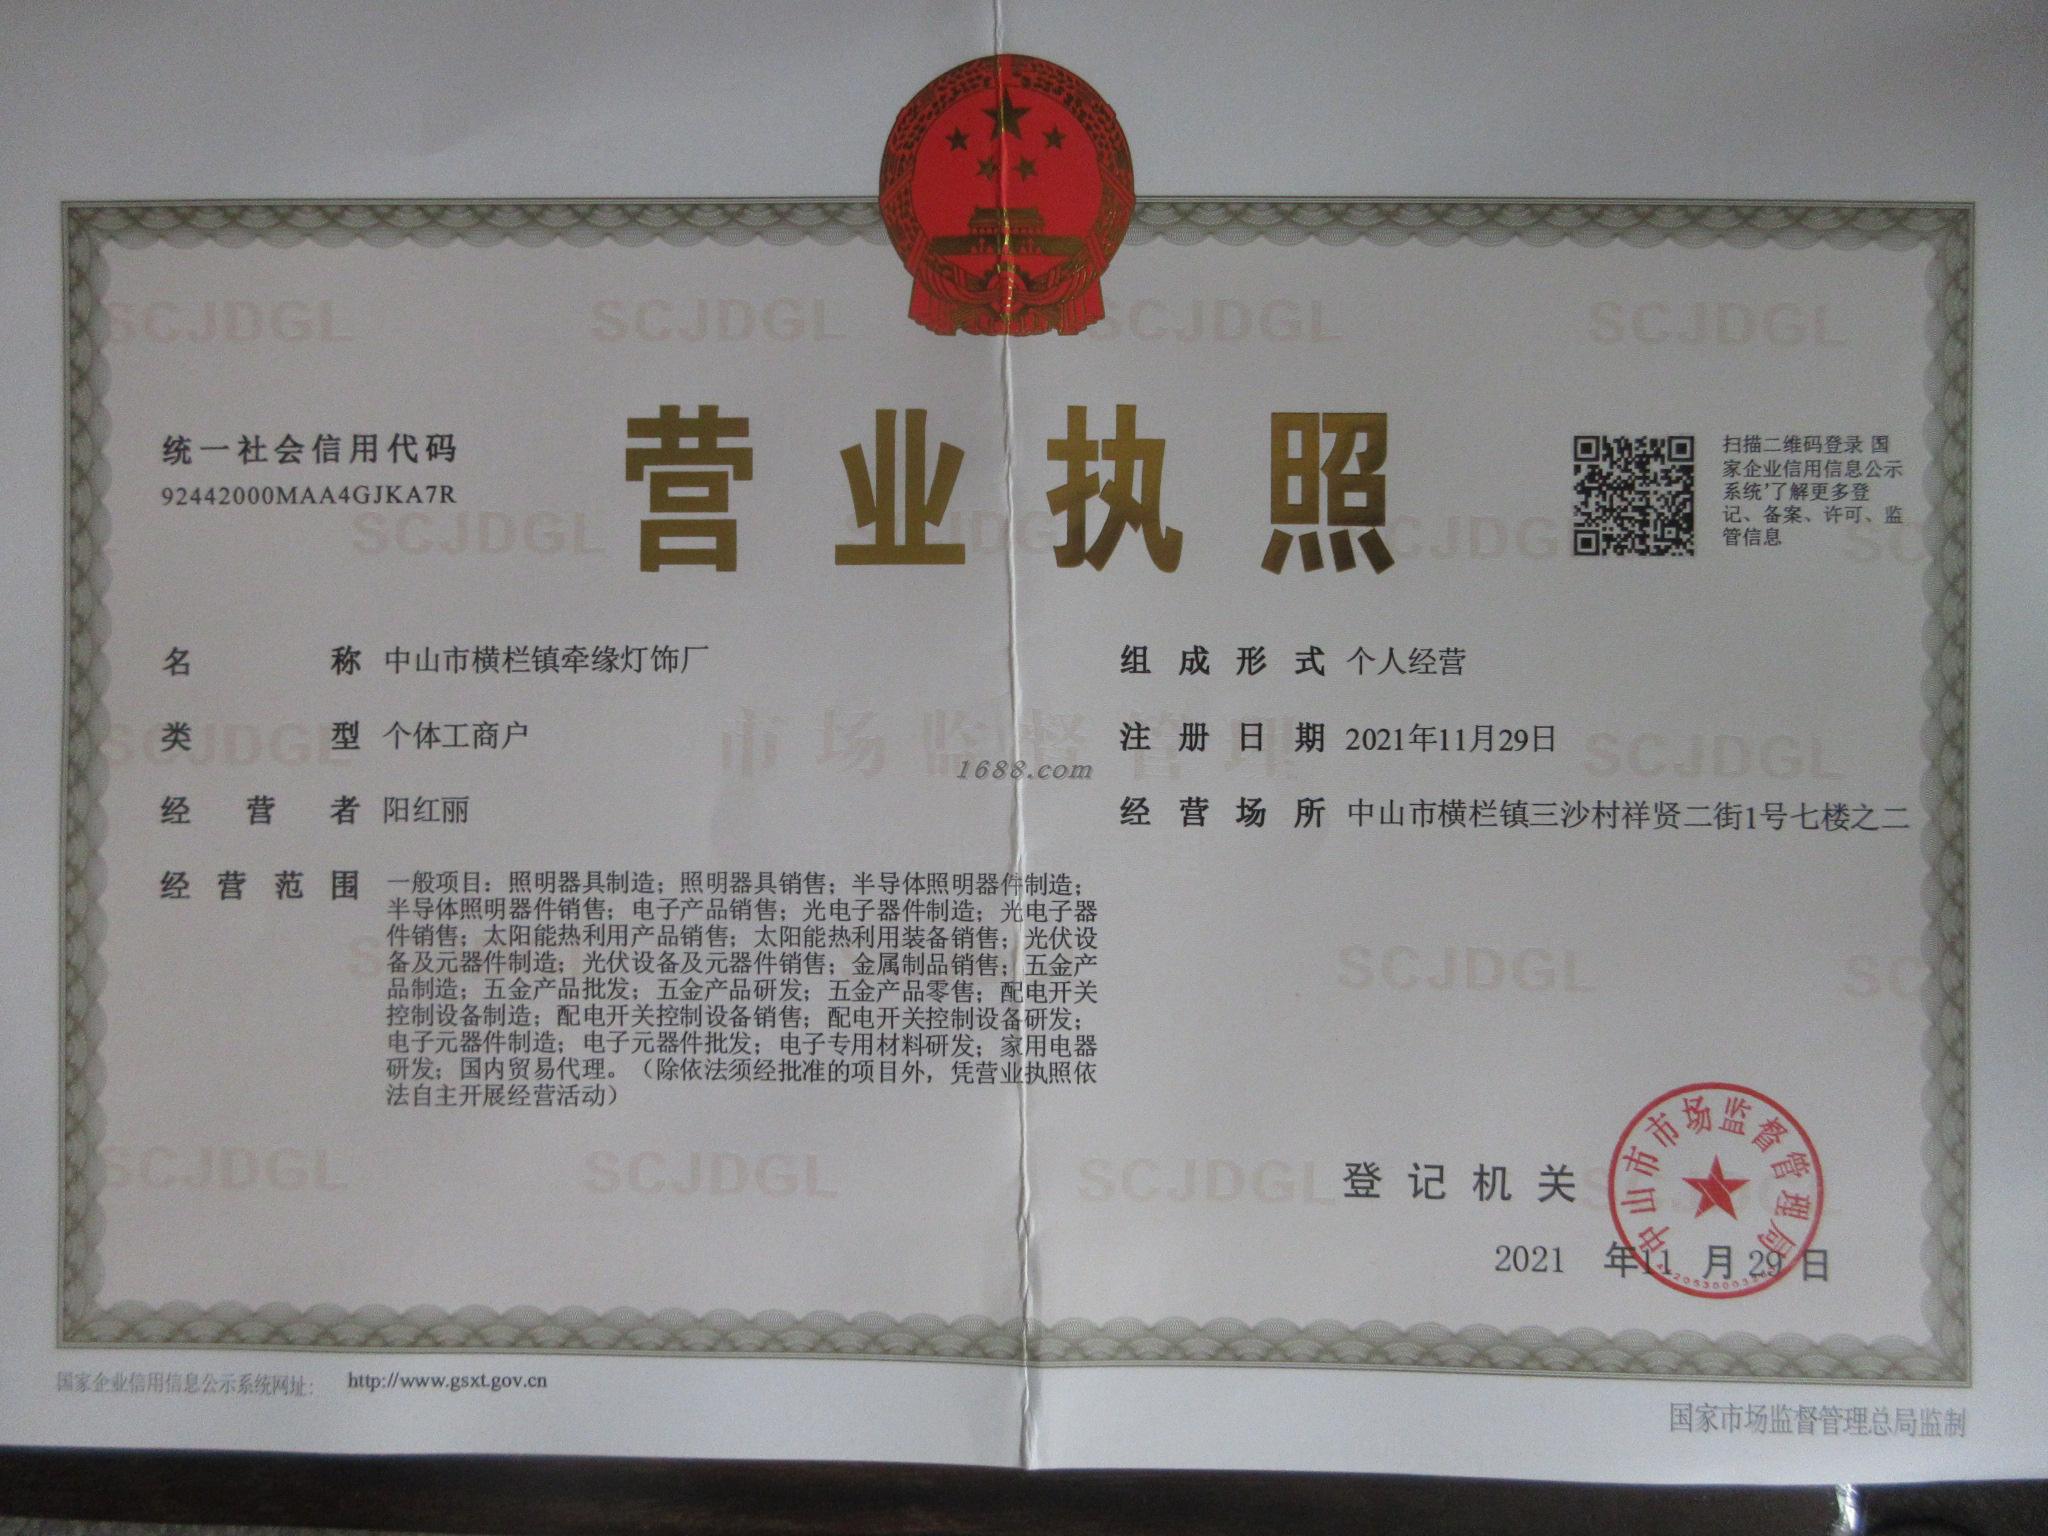 统一社会信用代码
92442000MAA4GJKA7R
营业执照
扫描二维码登录 国
家企业信用信息公示
系统'了解更多登
记、备案、许可、监
管信息
名称 中山市横栏镇牵缘灯饰厂
组成形式 个人经营
类型 个体工商户
注册日期 2021年11月29日
市场监督管理
1688.com
经营者 阳红丽
经营场所 中山市横栏镇三沙村祥贤二街1号七楼之二
经营范围 一般项目：照明器具制造；照明器具销售；半导体照明器件制造；
半导体照明器件销售；电子产品销售；光电子器件制造；光电子器
件销售；太阳能热利用产品销售；太阳能热利用装备销售；光伏设
备及元器件制造；光伏设备及元器件销售；金属制品销售；五金产
品制造；五金产品批发；五金产品研发；五金产品零售；配电开关
控制设备制造；配电开关控制设备销售；配电开关控制设备研发；
电子元器件制造；电子元器件批发；电子专用材料研发；家用电器
研发；国内贸易代理。（除依法须经批准的项目外，凭营业执照依
法自主开展经营活动）
登记机关
中山市市场监督管理局
2021 年11 月29日
国家企业信用信息公示系统网址： http://www.gsxt.gov.cn
国家市场监督管理总局监制
SCJDGL SCJDGL SCJDGL SCJDGL